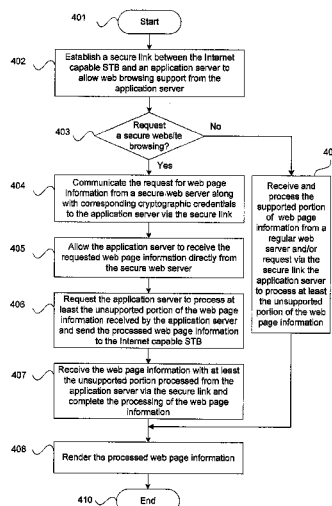 401
Start
402
Establish a secure link between the Internet
capable STB and an application server to
allow web browsing support from the
application server
403
Request
a secure website
browsing?
No
Yes
40
404
Communicate the request for web page
information from a secure web server along
with corresponding cryptographic credentials
to the application server via the secure link
Receive and
process the
supported portion
of web page
information from a
regular web
server and/or
request via the
secure link the
application server
to process at least
the unsupported
portion of the web
page information
405
Allow the application server to receive the
requested web page information directly
from the secure web server
406
Request the application server to process at
least the unsupported portion of the web page
information received by the application server
and send the processed web page information
to the Internet capable STB
407
Receive the web page information with at least
the unsupported portion processed from the
application server via the secure link and
complete the processing of the web page
information
408
Render the processed web page information
410
End